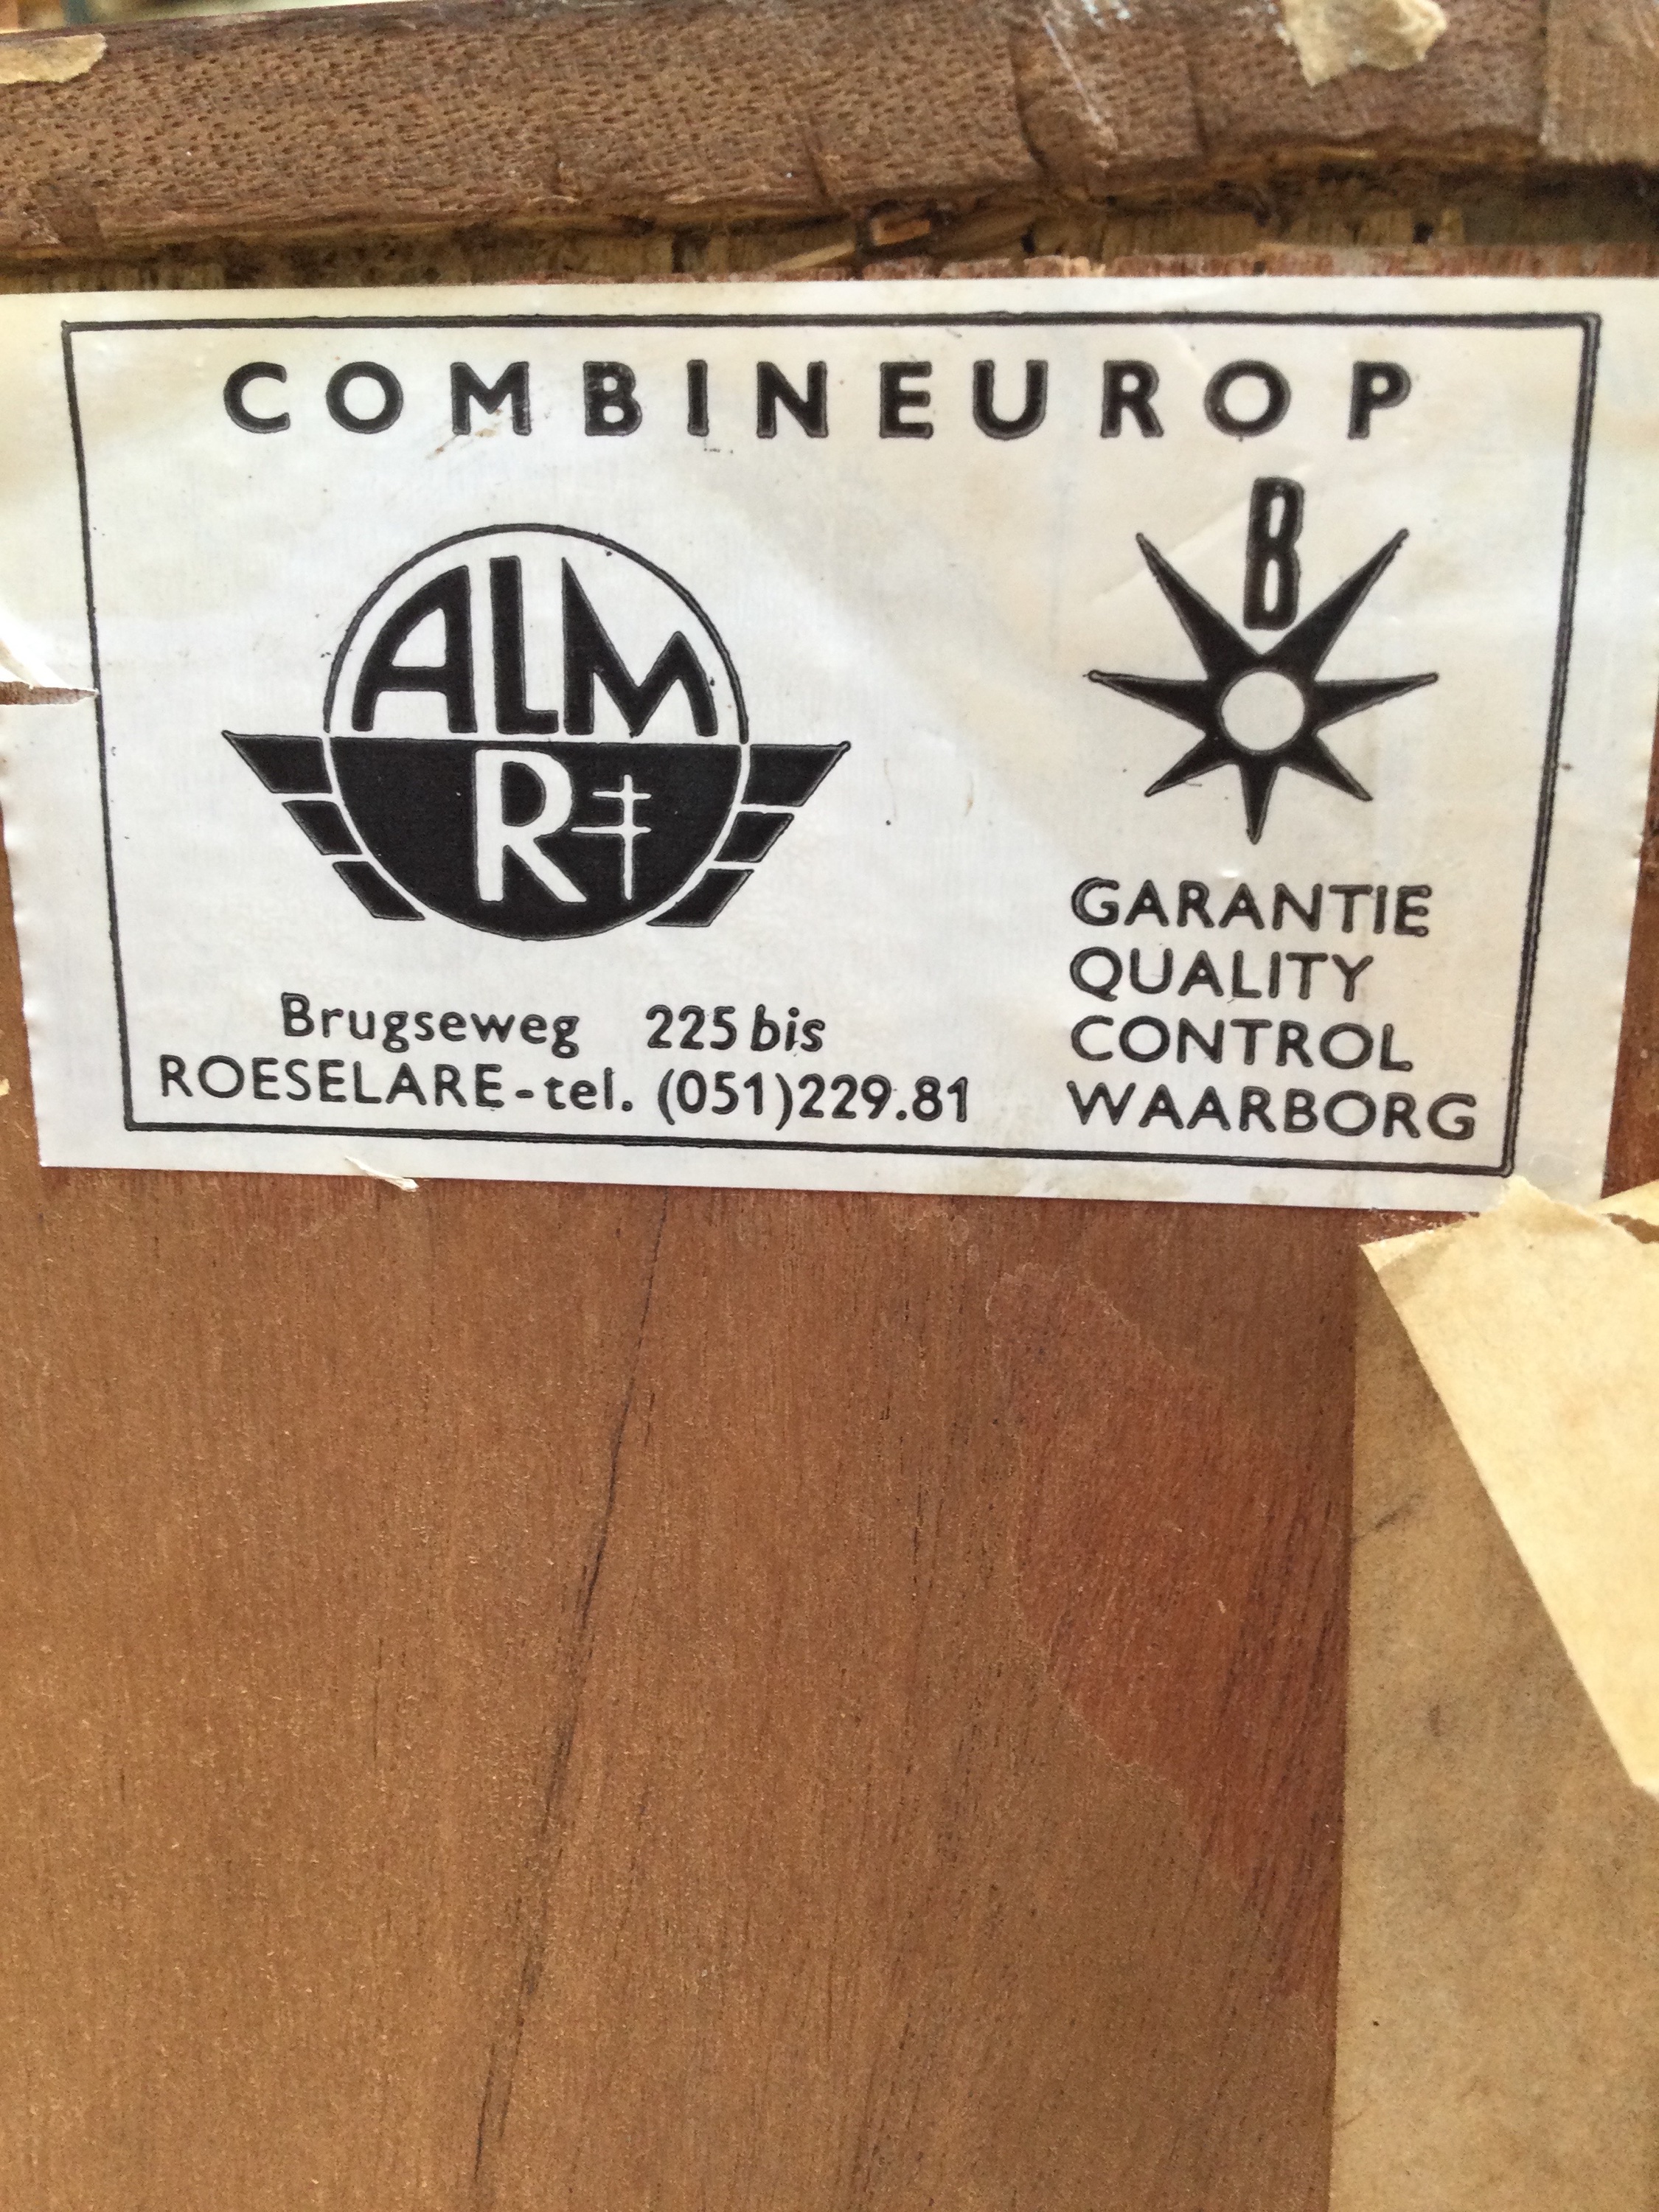 COMBINEUROP
ALM
R‡
B
Brugseweg 225 bis
ROESELARE-tel. (051)229.81
GARANTIE
QUALITY
CONTROL
WAARBORG